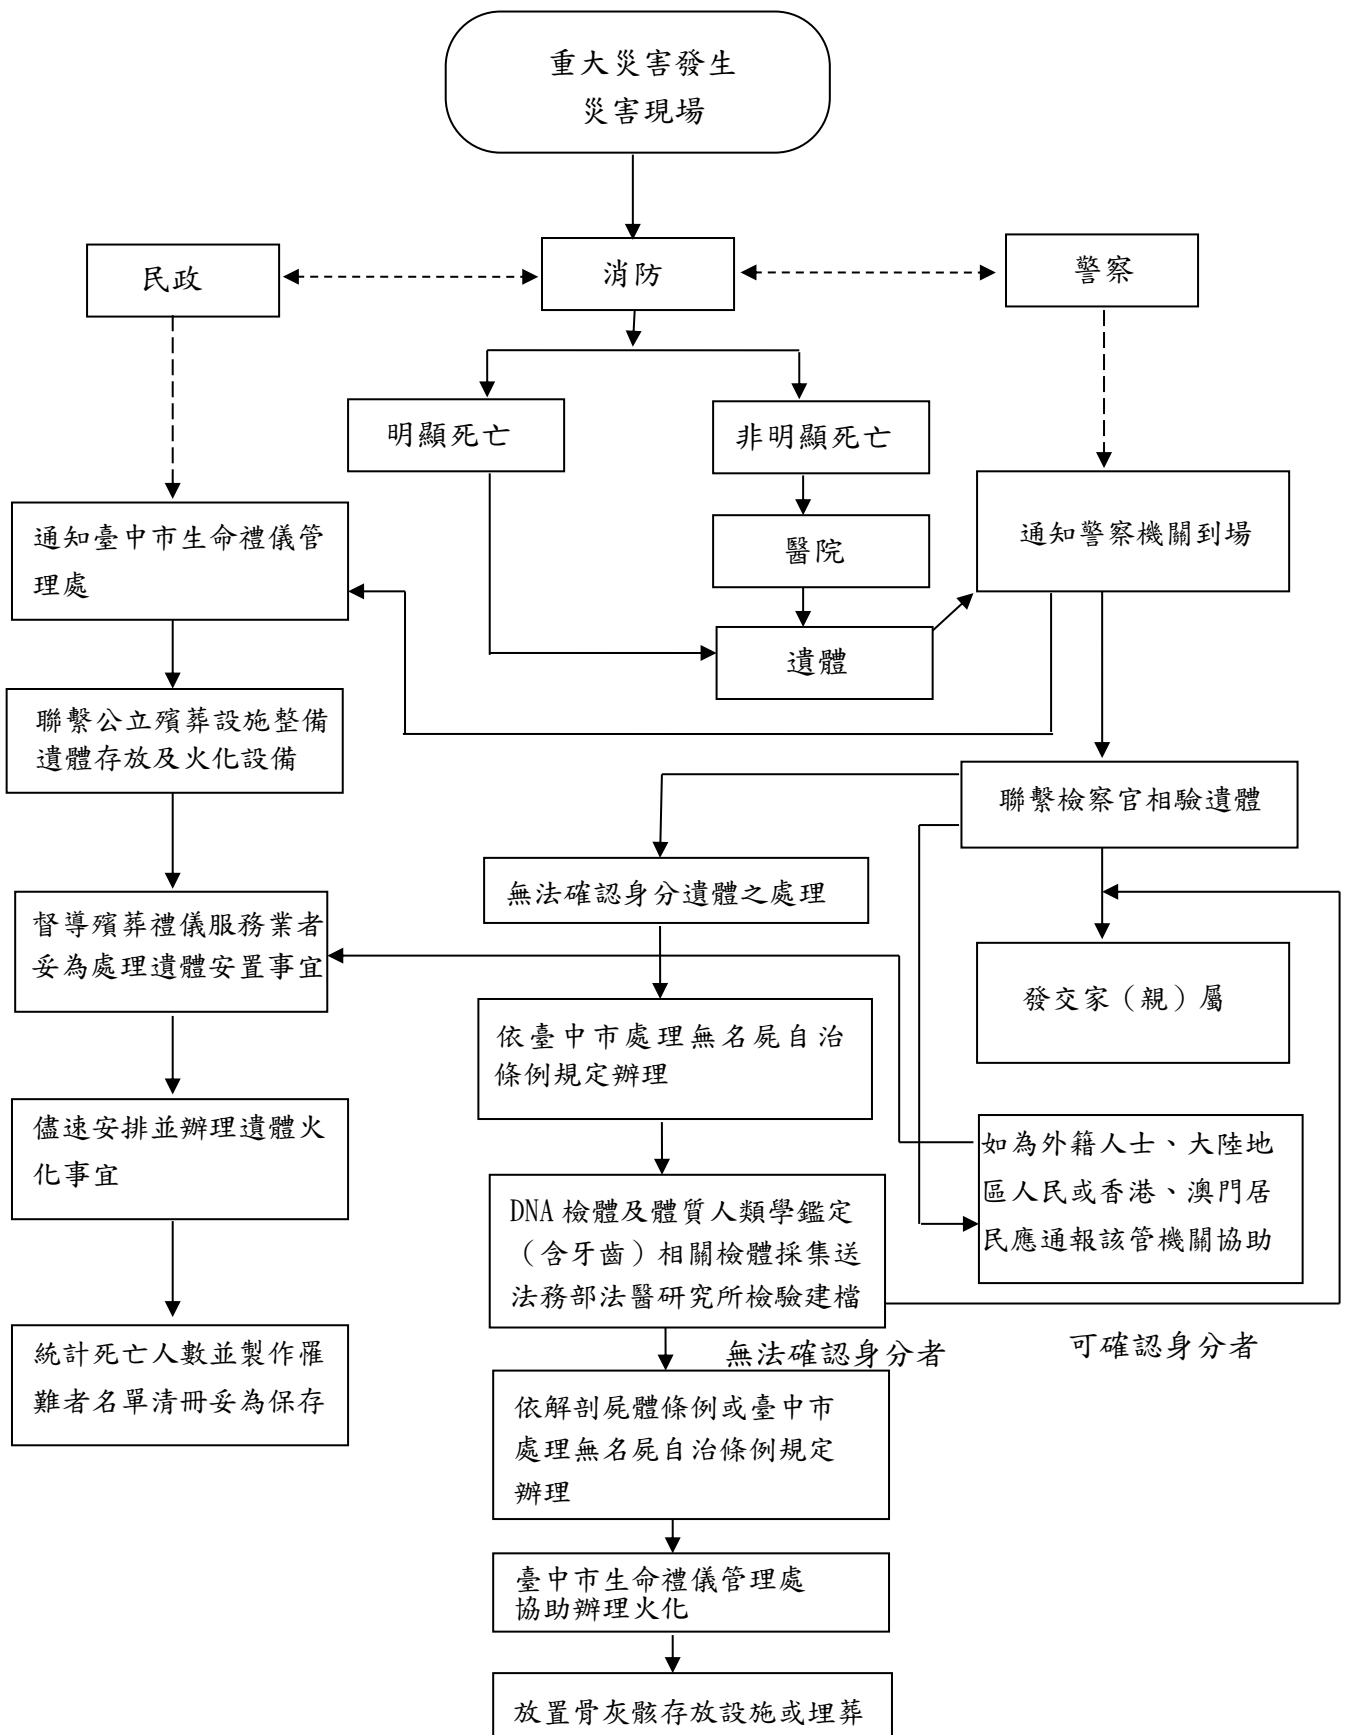 重大災害發生
災害現場
民政
消防
警察
明顯死亡
非明顯死亡
通知臺中市生命禮儀管
理處
醫院
通知警察機關到場
遺體
聯繫公立殯葬設施整備
遺體存放及火化設備
聯繫檢察官相驗遺體
無法確認身分遺體之處理
督導殯葬禮儀服務業者
妥為處理遺體安置事宜
發交家（親）屬
依臺中市處理無名屍自治
條例規定辦理
儘速安排並辦理遺體火
化事宜
如為外籍人士、大陸地
區人民或香港、澳門居
民應通報該管機關協助
DNA 檢體及體質人類學鑑定
（含牙齒）相關檢體採集送
法務部法醫研究所檢驗建檔
無法確認身分者
可確認身分者
統計死亡人數並製作罹
難者名單清冊妥為保存
依解剖屍體條例或臺中市
處理無名屍自治條例規定
辦理
臺中市生命禮儀管理處
協助辦理火化
放置骨灰骸存放設施或埋葬